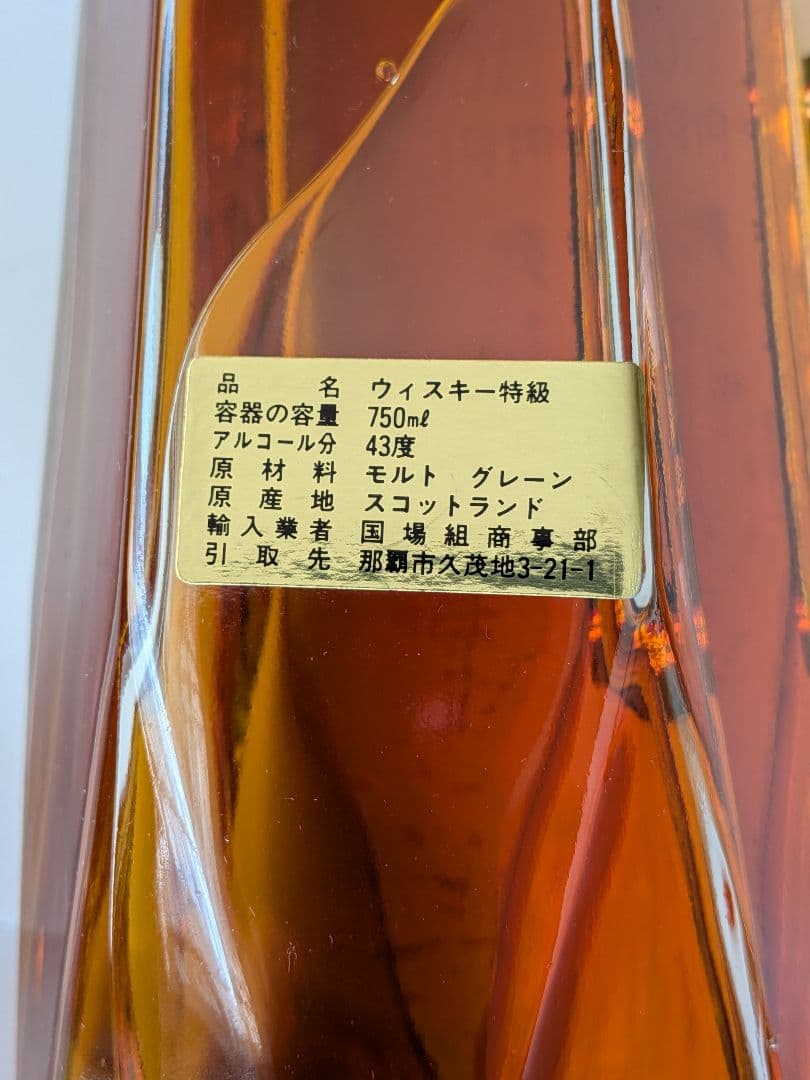 品名 ウィスキー特級
容器の容量 750ml
アルコール分 43度
原材料 モルト グレーン
原産地 スコットランド
輸入業者 国場組商事部
引取先 那覇市久茂地3-21-1